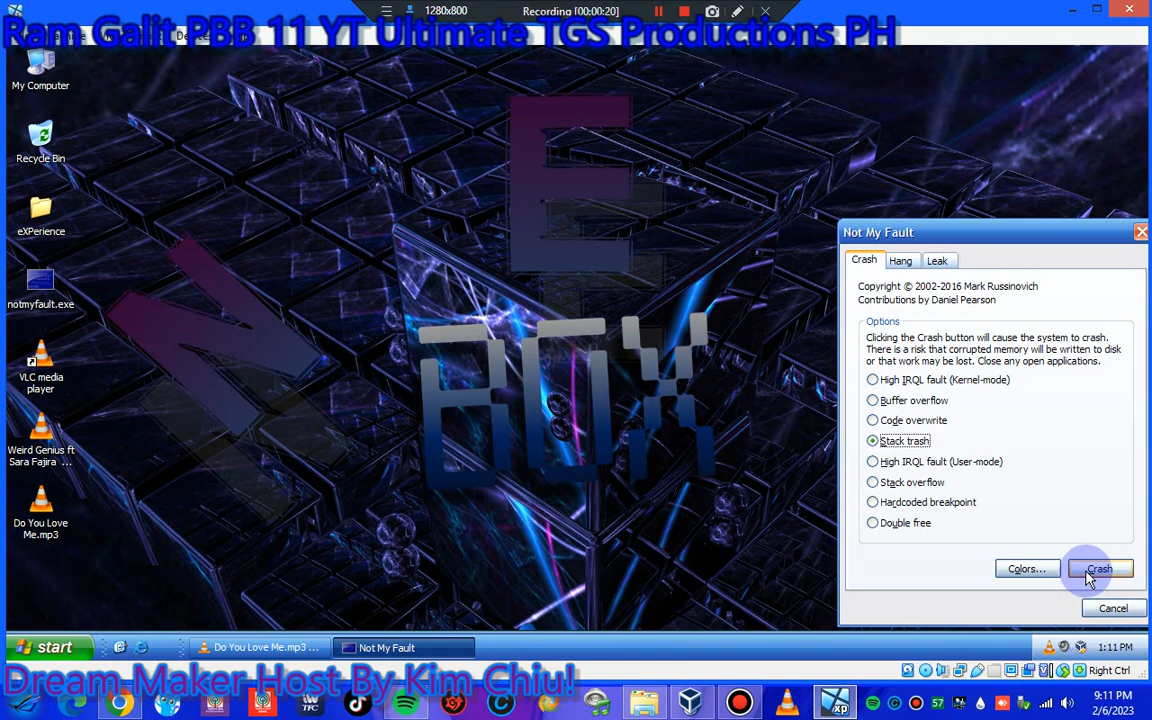 1280x800
Recording [00:00:20]
Ram Galit PBB 11 YT Ultimate TGS Productions PH
My Computer
Recycle Bin
eXPerience
notmyfault.exe
VLC media
player
Weird Genius ft
Sara Fajira ...
Do You Love
Me.mp3
N E
BOX
Not My Fault
Crash Hang Leak
Copyright © 2002-2016 Mark Russinovich
Contributions by Daniel Pearson
Options
Clicking the Crash button will cause the system to crash.
There is a risk that corrupted memory will be written to disk
or that work may be lost. Close any open applications.
High IRQL fault (Kernel-mode)
Buffer overflow
Code overwrite
Stack trash
High IRQL fault (User-mode)
Stack overflow
Hardcoded breakpoint
Double free
Colors... Crash
Cancel
start
Do You Love Me.mp3 ...
Not My Fault
1:11 PM
Right Ctrl
Dream Maker Host By Kim Chiu!
WTFC
xp
57
9:11 PM
2/6/2023